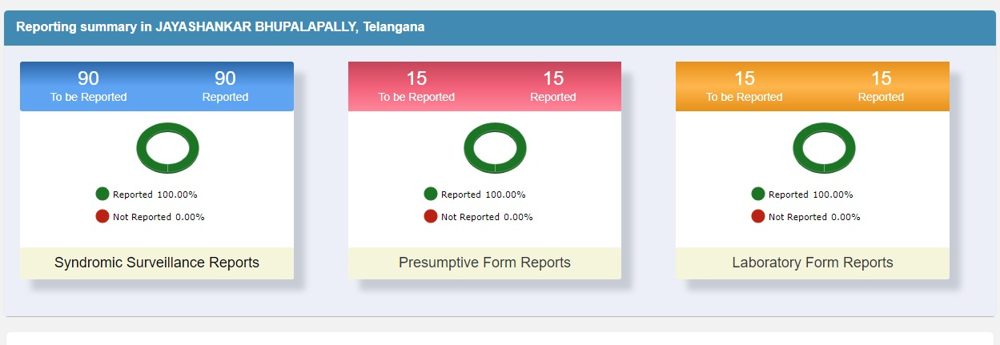 Reporting summary in JAYASHANKAR BHUPALAPALLY, Telangana
90 90
To be Reported Reported
Reported 100.00%
Not Reported 0.00%
Syndromic Surveillance Reports
15 15
To be Reported Reported
Reported 100.00%
Not Reported 0.00%
Presumptive Form Reports
15 15
To be Reported Reported
Reported 100.00%
Not Reported 0.00%
Laboratory Form Reports